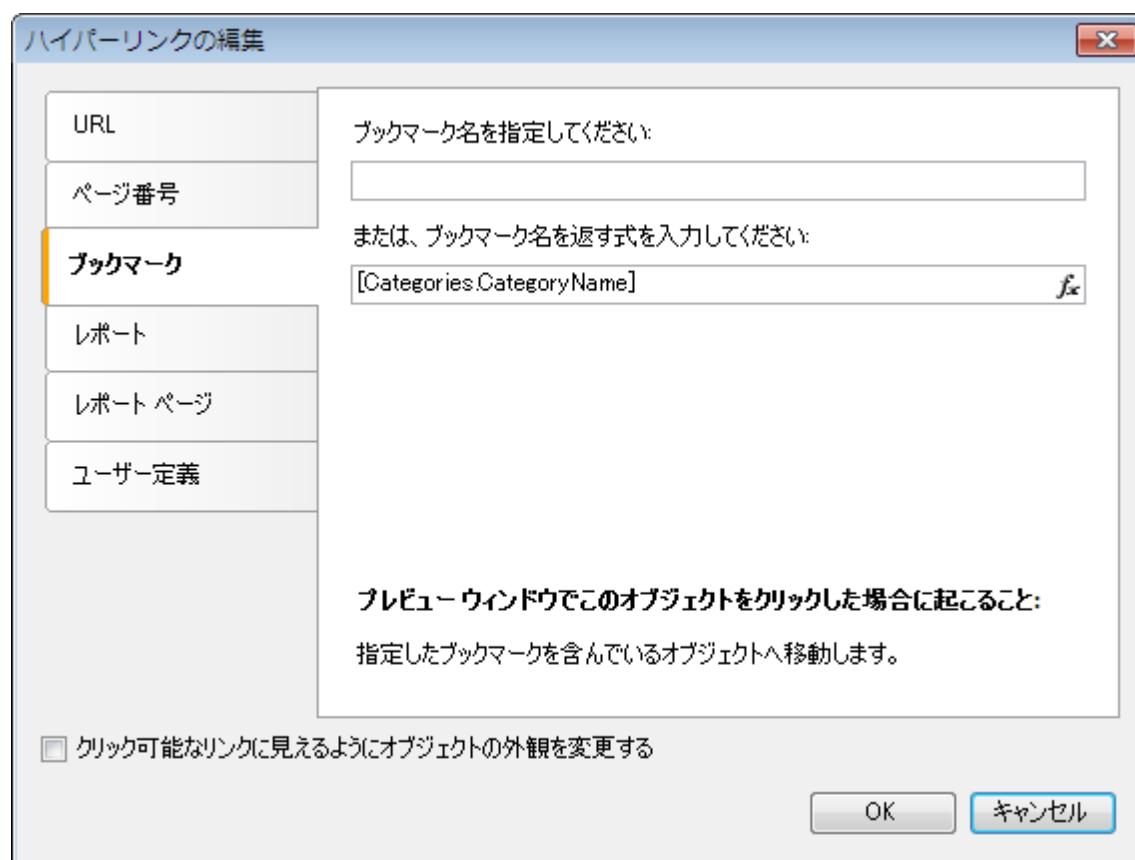 ハイパーリンクの編集
URL
ページ番号
ブックマーク
レポート
レポート ページ
ユーザー定義
ブックマーク名を指定してください:
または、ブックマーク名を返す式を入力してください:
[Categories.CategoryName]
fx
プレビュー ウィンドウでこのオブジェクトをクリックした場合に起こること:
指定したブックマークを含んでいるオブジェクトへ移動します。
クリック可能なリンクに見えるようにオブジェクトの外観を変更する
OK
キャンセル